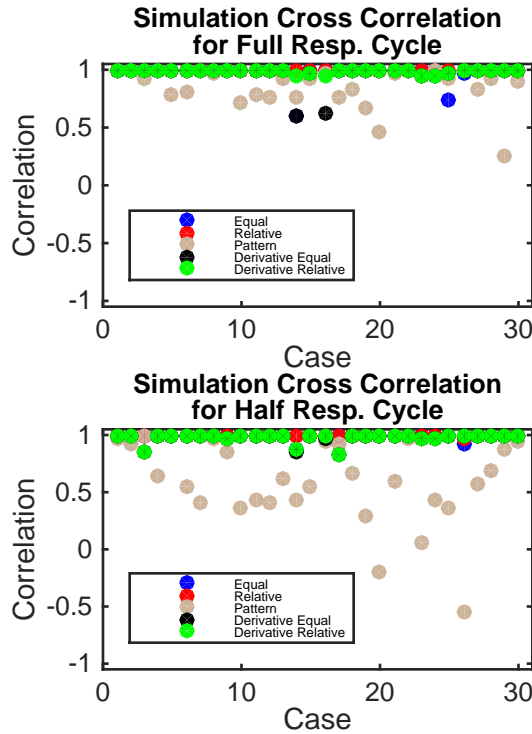 Simulation Cross Correlation
for Full Resp. Cycle
1
0.5
0
-0.5
-1
Correlation
Equal
Relative
Pattern
Derivative Equal
Derivative Relative
0 10 20 30
Case
Simulation Cross Correlation
for Half Resp. Cycle
1
0.5
0
-0.5
-1
Correlation
Equal
Relative
Pattern
Derivative Equal
Derivative Relative
0 10 20 30
Case